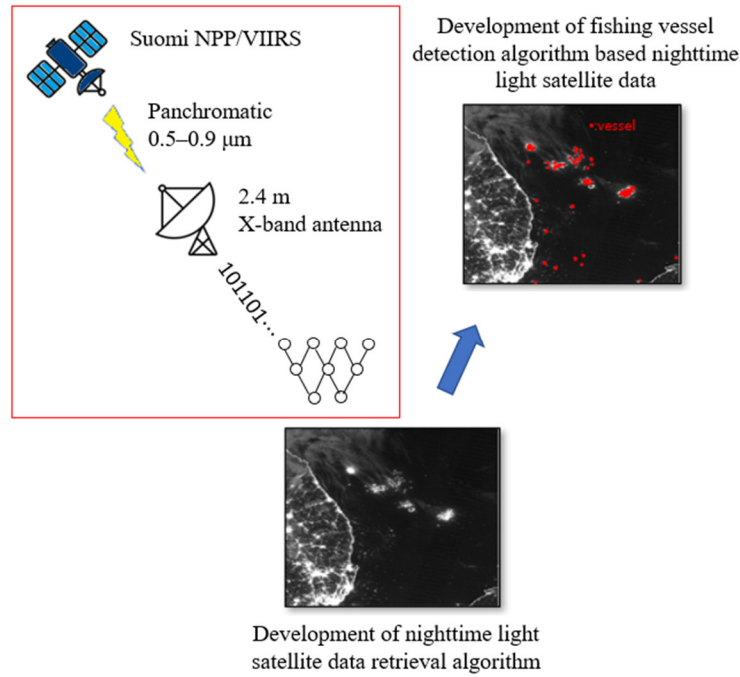 Suomi NPP/VIIRS
Panchromatic
0.5–0.9 μm
2.4 m
X-band antenna
101101...
Development of fishing vessel
detection algorithm based nighttime
light satellite data
•:vessel
Development of nighttime light
satellite data retrieval algorithm